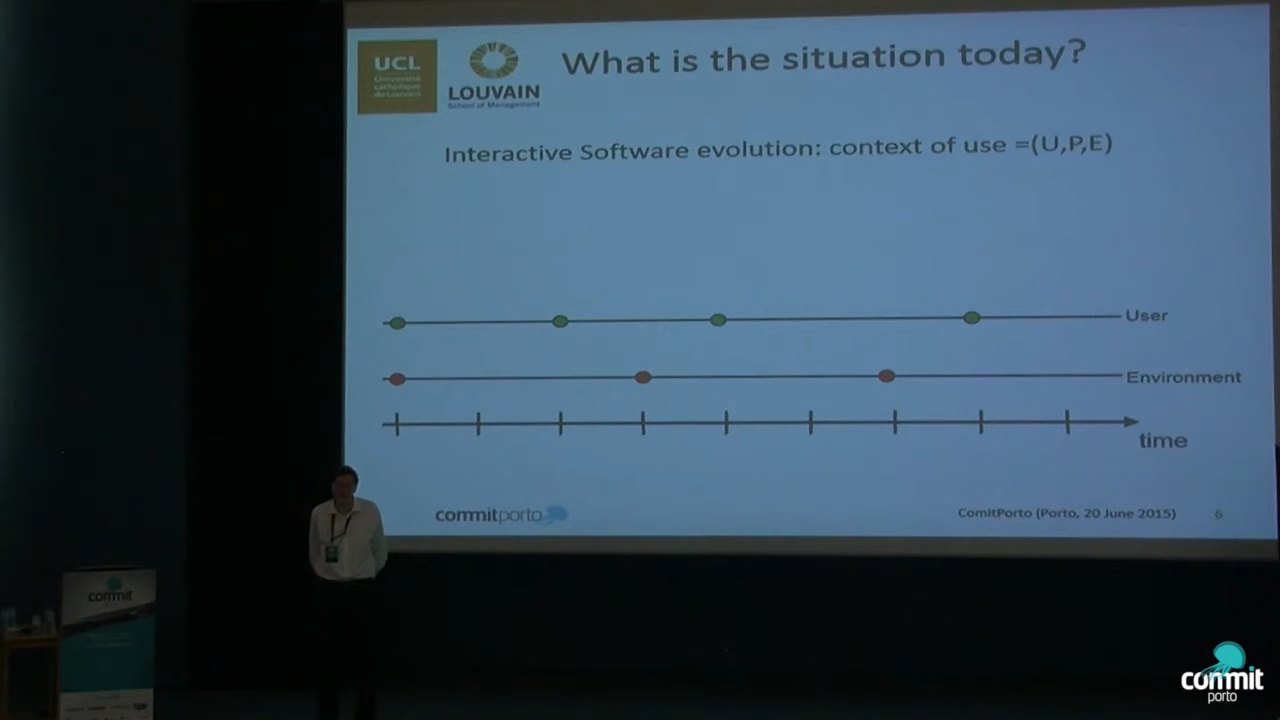 UCL
Université
catholique
de Louvain
LOUVAIN
School of Management
What is the situation today?
Interactive Software evolution: context of use =(U,P,E)
User
Environment
time
commitporto
ComitPorto (Porto, 20 June 2015)
6
commit
commit
porto